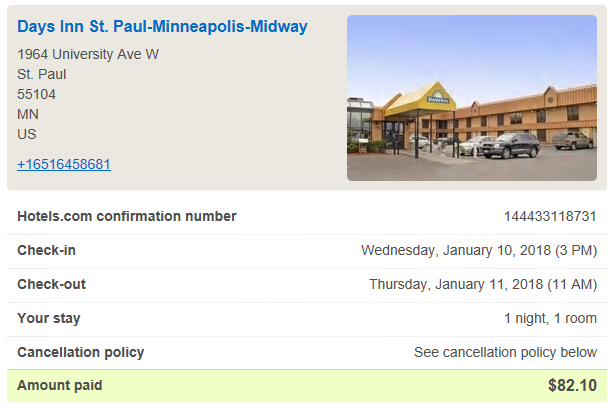 Days Inn St. Paul-Minneapolis-Midway
1964 University Ave W
St. Paul
55104
MN
US
+16516458681
DAYS INN
Hotels.com confirmation number 144433118731
Check-in Wednesday, January 10, 2018 (3 PM)
Check-out Thursday, January 11, 2018 (11 AM)
Your stay 1 night, 1 room
Cancellation policy See cancellation policy below
Amount paid $82.10